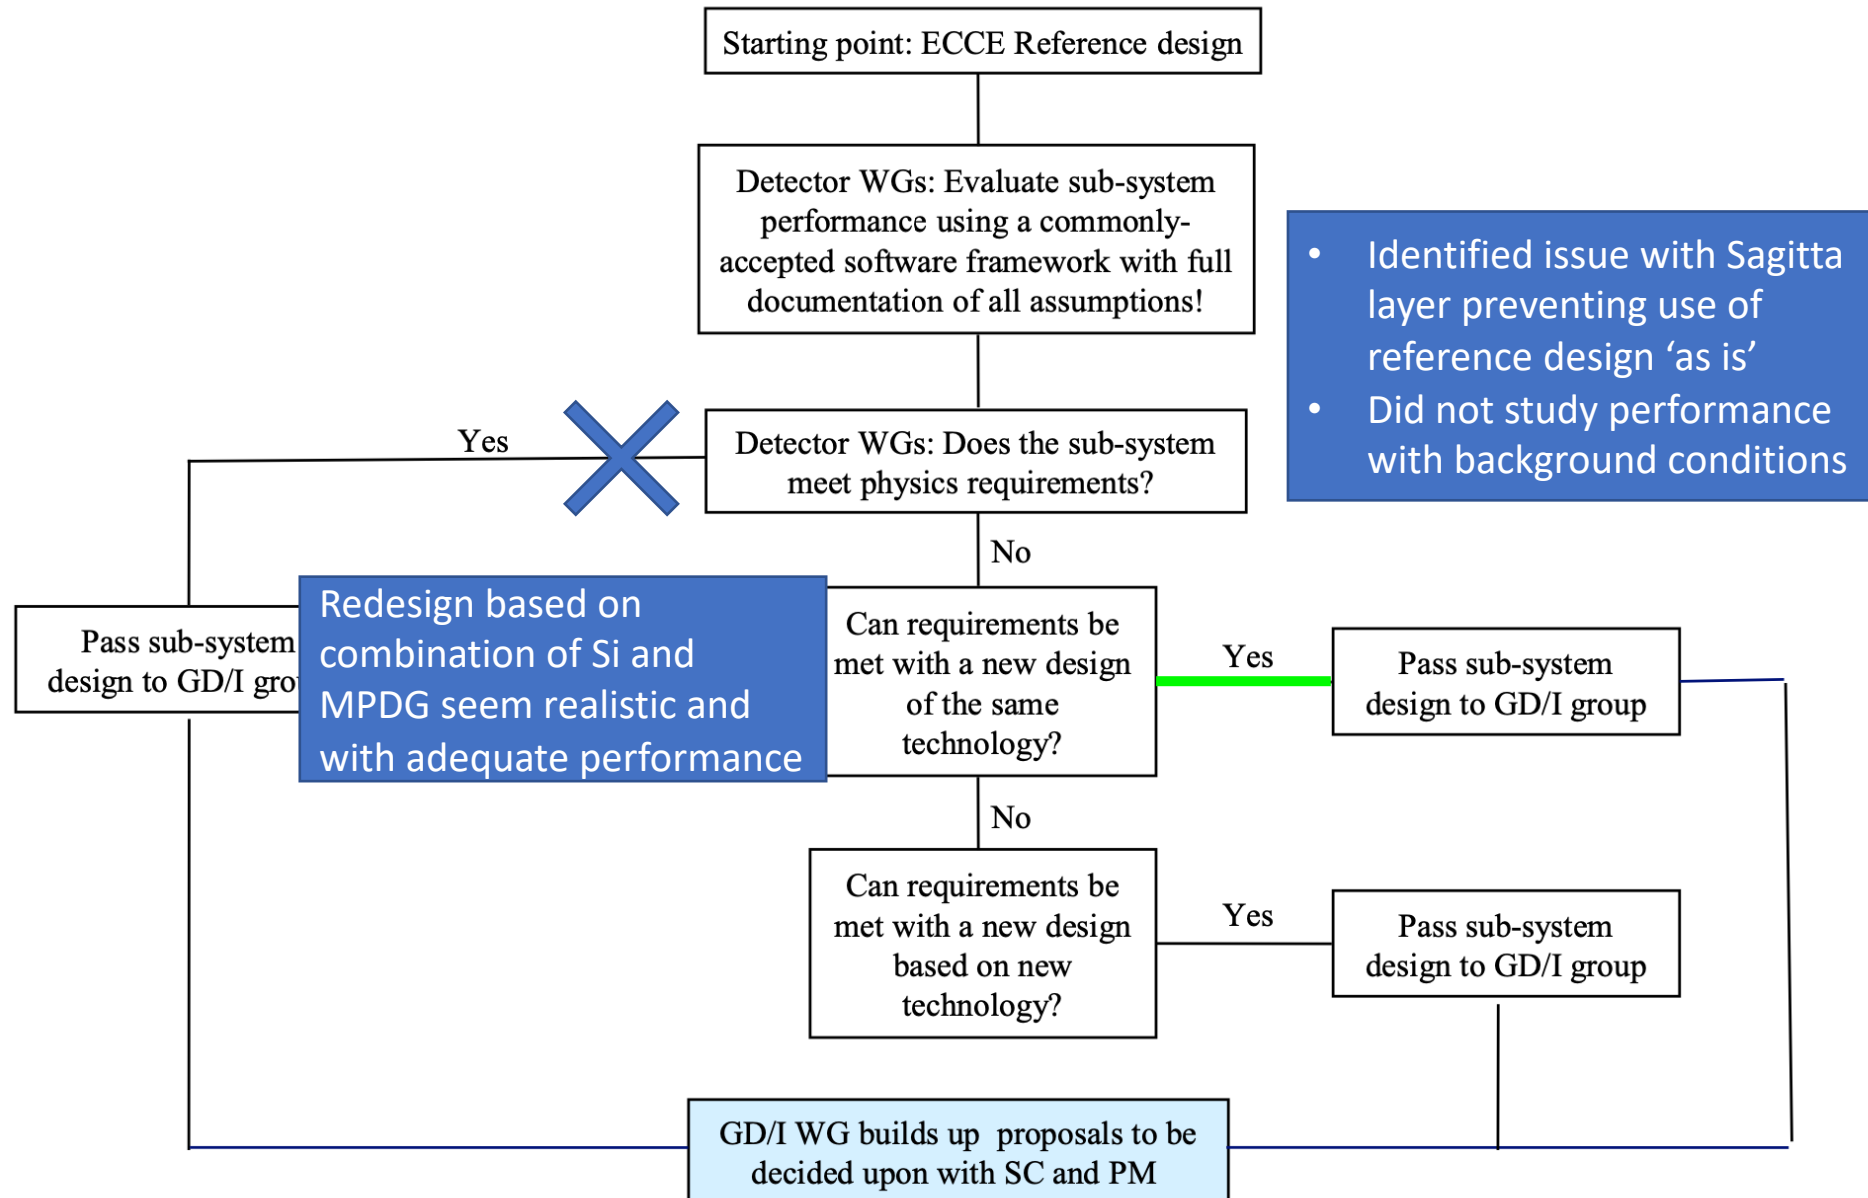 Starting point: ECCE Reference design
Detector WGs: Evaluate sub-system
performance using a commonly-
accepted software framework with full
documentation of all assumptions!
• Identified issue with Sagitta
layer preventing use of
reference design ‘as is’
• Did not study performance
with background conditions
Yes
Detector WGs: Does the sub-system
meet physics requirements?
No
Pass sub-system
design to GD/I
Redesign based on
combination of Si and
MPDG seem realistic and
with adequate performance
Can requirements be
met with a new design
of the same
technology?
Yes
Pass sub-system
design to GD/I group
No
Can requirements be
met with a new design
based on new
technology?
Yes
Pass sub-system
design to GD/I group
GD/I WG builds up proposals to be
decided upon with SC and PM